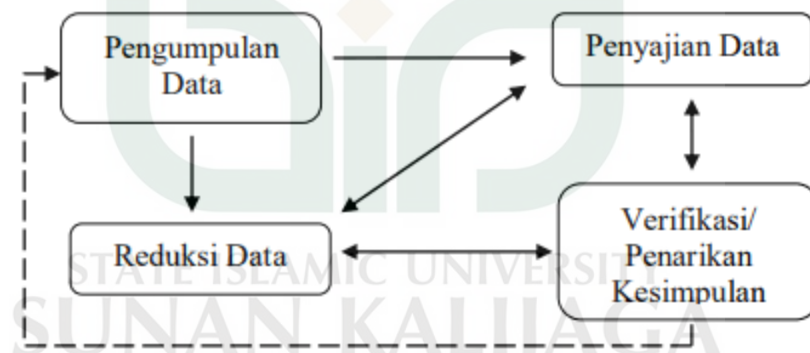 Pengumpulan
Data
Penyajian Data
Reduksi Data
Verifikasi/
Penarikan
Kesimpulan
STATE ISLAMIC UNIVERSITY
SUNAN KALIJAGA